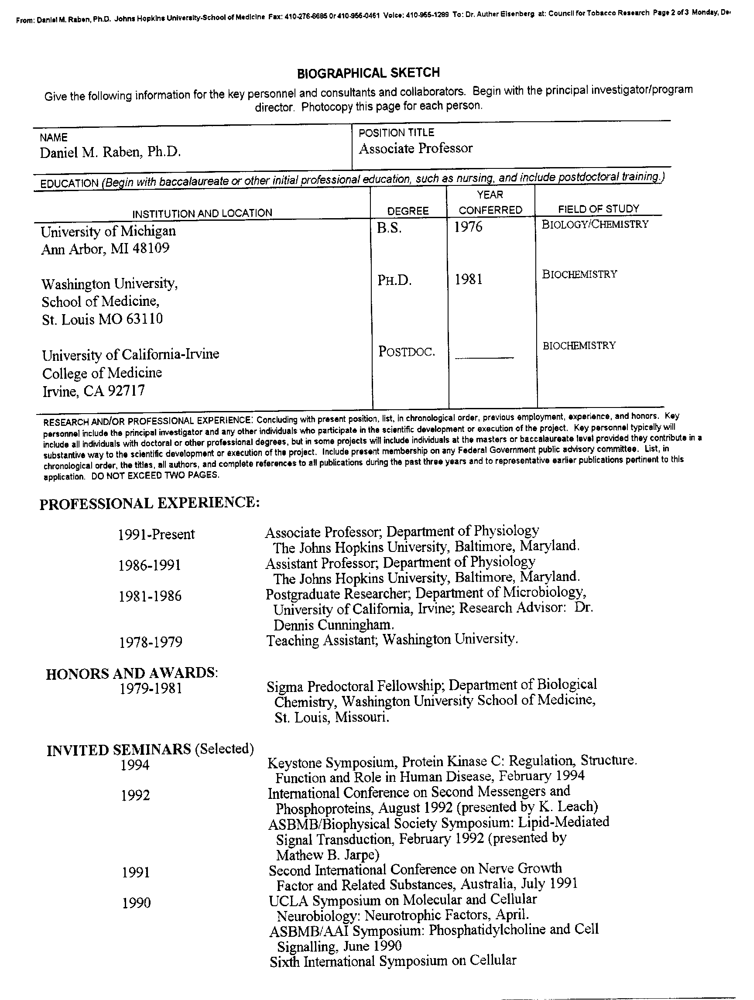 From: Daniel M. Raben, Ph.D. Johns Hopkins University-School of Medicine Fax: 410-276-6685 Or 410-956-0461 Voice: 410-955-1289 To: Dr. Auther Eisenberg at: Council for Tobacco Research Page 2 of 3 Monday, De
BIOGRAPHICAL SKETCH
Give the following information for the key personnel and consultants and collaborators. Begin with the principal investigator/program
director. Photocopy this page for each person.
NAME
Daniel M. Raben, Ph.D.
POSITION TITLE
Associate Professor
EDUCATION (Begin with baccalaureate or other initial professional education, such as nursing, and include postdoctoral training.)
INSTITUTION AND LOCATION DEGREE YEAR CONFERRED FIELD OF STUDY
University of Michigan B.S. 1976 BIOLOGY/CHEMISTRY
Ann Arbor, MI 48109
Washington University, PH.D. 1981 BIOCHEMISTRY
School of Medicine,
St. Louis MO 63110
University of California-Irvine POSTDOC. BIOCHEMISTRY
College of Medicine
Irvine, CA 92717
RESEARCH AND/OR PROFESSIONAL EXPERIENCE: Concluding with present position, list, in chronological order, previous employment, experience, and honors. Key
personnel include the principal investigator and any other individuals who participate in the scientific development or execution of the project. Key personnel typically will
include all individuals with doctoral or other professional degrees, but in some projects will include individuals at the masters or baccalaureate level provided they contribute in a
substantive way to the scientific development or execution of the project. Include present membership on any Federal Government public advisory committee. List, in
chronological order, the titles, all authors, and complete references to all publications during the past three years and to representative earlier publications pertinent to this
application. DO NOT EXCEED TWO PAGES.
PROFESSIONAL EXPERIENCE:
1991-Present Associate Professor; Department of Physiology
The Johns Hopkins University, Baltimore, Maryland.
1986-1991 Assistant Professor; Department of Physiology
The Johns Hopkins University, Baltimore, Maryland.
1981-1986 Postgraduate Researcher; Department of Microbiology,
University of California, Irvine; Research Advisor: Dr.
Dennis Cunningham.
1978-1979 Teaching Assistant; Washington University.
HONORS AND AWARDS:
1979-1981 Sigma Predoctoral Fellowship; Department of Biological
Chemistry, Washington University School of Medicine,
St. Louis, Missouri.
INVITED SEMINARS (Selected)
1994 Keystone Symposium, Protein Kinase C: Regulation, Structure.
Function and Role in Human Disease, February 1994
1992 International Conference on Second Messengers and
Phosphoproteins, August 1992 (presented by K. Leach)
ASBMB/Biophysical Society Symposium: Lipid-Mediated
Signal Transduction, February 1992 (presented by
Mathew B. Jarpe)
1991 Second International Conference on Nerve Growth
Factor and Related Substances, Australia, July 1991
1990 UCLA Symposium on Molecular and Cellular
Neurobiology: Neurotrophic Factors, April.
ASBMB/AAI Symposium: Phosphatidylcholine and Cell
Signalling, June 1990
Sixth International Symposium on Cellular